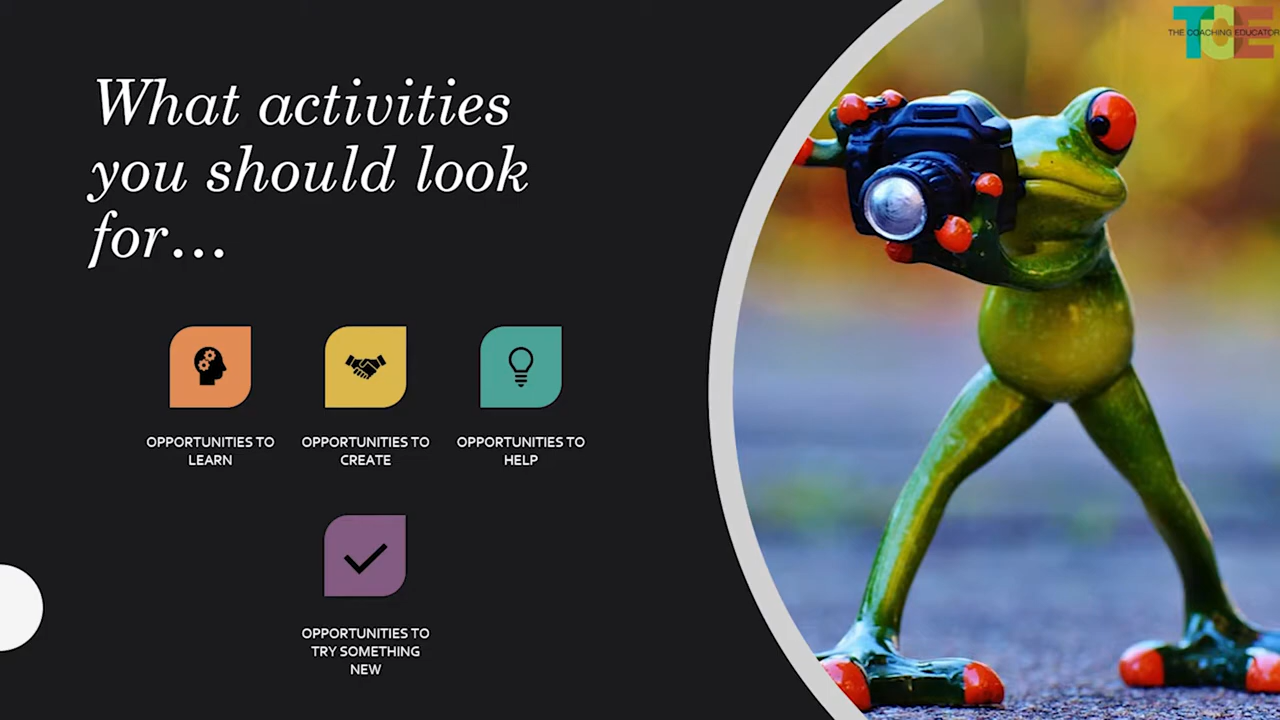 What activities
you should look
for...
OPPORTUNITIES TO
LEARN
OPPORTUNITIES TO
CREATE
OPPORTUNITIES TO
HELP
OPPORTUNITIES TO
TRY SOMETHING
NEW
TCE
THE COACHING EDUCATOR